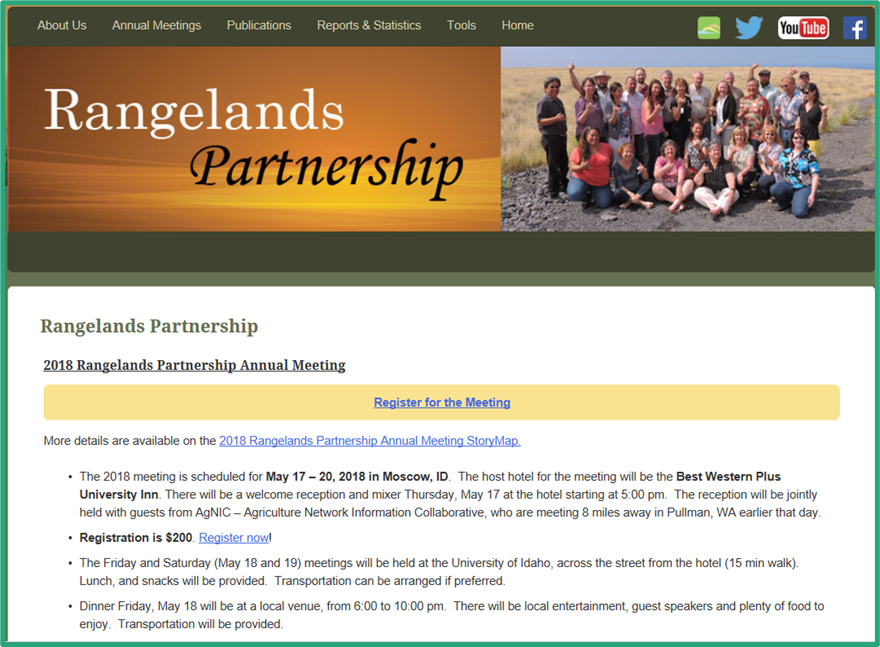 About Us Annual Meetings Publications Reports & Statistics Tools Home
You Tube f
Rangelands
Partnership
Rangelands Partnership
2018 Rangelands Partnership Annual Meeting
Register for the Meeting
More details are available on the 2018 Rangelands Partnership Annual Meeting StoryMap.
• The 2018 meeting is scheduled for May 17 – 20, 2018 in Moscow, ID. The host hotel for the meeting will be the Best Western Plus
University Inn. There will be a welcome reception and mixer Thursday, May 17 at the hotel starting at 5:00 pm. The reception will be jointly
held with guests from AgNIC – Agriculture Network Information Collaborative, who are meeting 8 miles away in Pullman, WA earlier that day.
• Registration is $200. Register now!
• The Friday and Saturday (May 18 and 19) meetings will be held at the University of Idaho, across the street from the hotel (15 min walk).
Lunch, and snacks will be provided. Transportation can be arranged if preferred.
• Dinner Friday, May 18 will be at a local venue, from 6:00 to 10:00 pm. There will be local entertainment, guest speakers and plenty of food to
enjoy. Transportation will be provided.